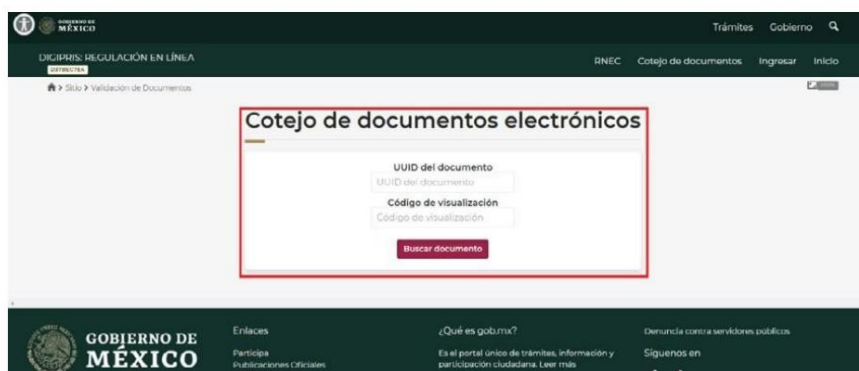 GOBIERNO DE
MÉXICO
Trámites Gobierno
DIGIPRIS: REGULACIÓN EN LÍNEA
RNEC Cotejo de documentos Ingresar Inicio
> Sitio > Validación de Documentos
Cotejo de documentos electrónicos
UUID del documento
UUID del documento
Código de visualización
Código de visualización
Buscar documento
GOBIERNO DE
MÉXICO
Enlaces
Participa
Publicaciones Oficiales
¿Qué es gob.mx?
Es el portal único de trámites, información y
participación ciudadana. Leer más
Denuncia contra servidores públicos
Síguenos en